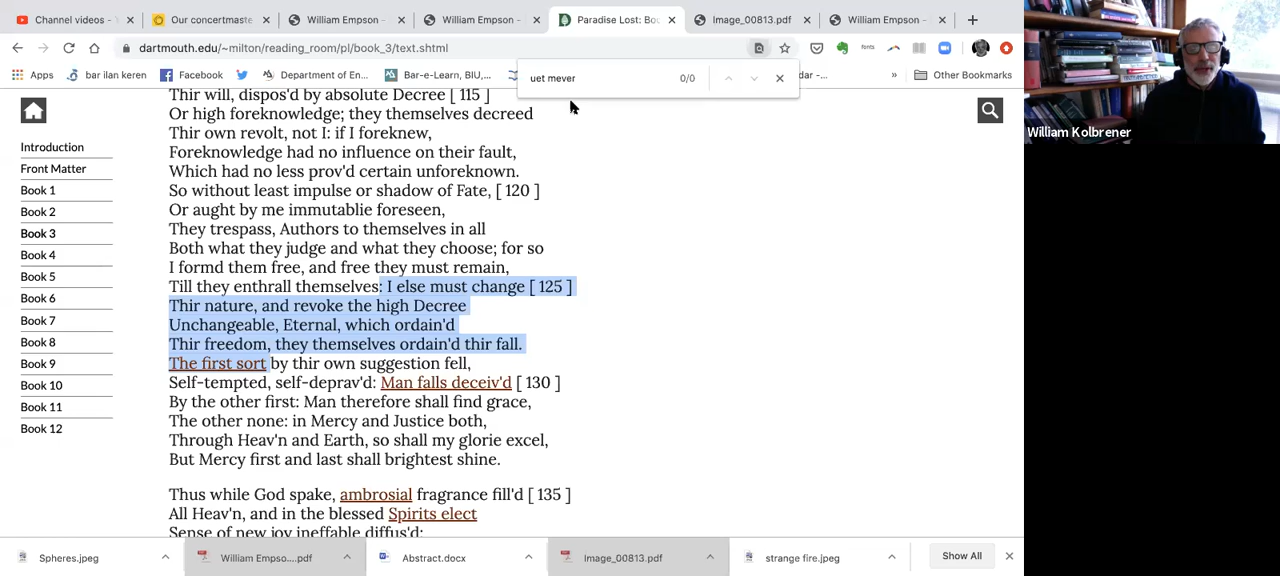 Channel videos - Y
Our concertmaste
William Empson -
William Empson -
Paradise Lost: Boo
Image_00813.pdf
William Empson -
dartmouth.edu/~milton/reading_room/pl/book_3/text.shtml
fonts
Apps
bar ilan keren
Facebook
Department of En...
Bar-e-Learn, BIU,...
dar -...
»
Other Bookmarks
uet mever
0/0
William Kolbrener
Introduction
Front Matter
Book 1
Book 2
Book 3
Book 4
Book 5
Book 6
Book 7
Book 8
Book 9
Book 10
Book 11
Book 12
Thir will, dispos'd by absolute Decree [ 115 ]
Or high foreknowledge; they themselves decreed
Thir own revolt, not I: if I foreknew,
Foreknowledge had no influence on their fault,
Which had no less prov'd certain unforeknown.
So without least impulse or shadow of Fate, [ 120 ]
Or aught by me immutablie foreseen,
They trespass, Authors to themselves in all
Both what they judge and what they choose; for so
I formd them free, and free they must remain,
Till they enthrall themselves: I else must change [ 125 ]
Thir nature, and revoke the high Decree
Unchangeable, Eternal, which ordain'd
Thir freedom, they themselves ordain'd thir fall.
The first sort by thir own suggestion fell,
Self-tempted, self-deprav'd: Man falls deceiv'd [ 130 ]
By the other first: Man therefore shall find grace,
The other none: in Mercy and Justice both,
Through Heav'n and Earth, so shall my glorie excel,
But Mercy first and last shall brightest shine.
Thus while God spake, ambrosial fragrance fill'd [ 135 ]
All Heav'n, and in the blessed Spirits elect
Sense of new joy ineffable diffus'd:
Spheres.jpeg
William Empso....pdf
Abstract.docx
Image_00813.pdf
strange fire.jpeg
Show All